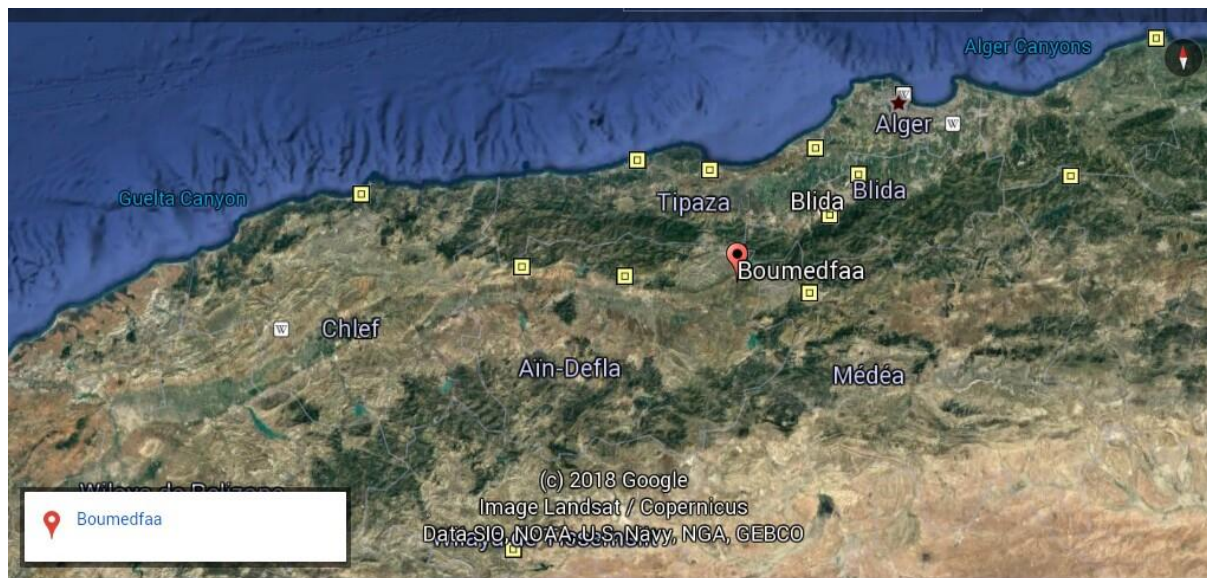 Alger Canyons
W
Alger
W
Guelta Canyon
Tipaza
Blida
Blida
Boumedfaa
W
Chlef
Ain-Defla
Médéa
(c) 2018 Google
Image Landsat / Copernicus
Data SIO, NOAA, U.S. Navy, NGA, GEBCO
Boumedfaa